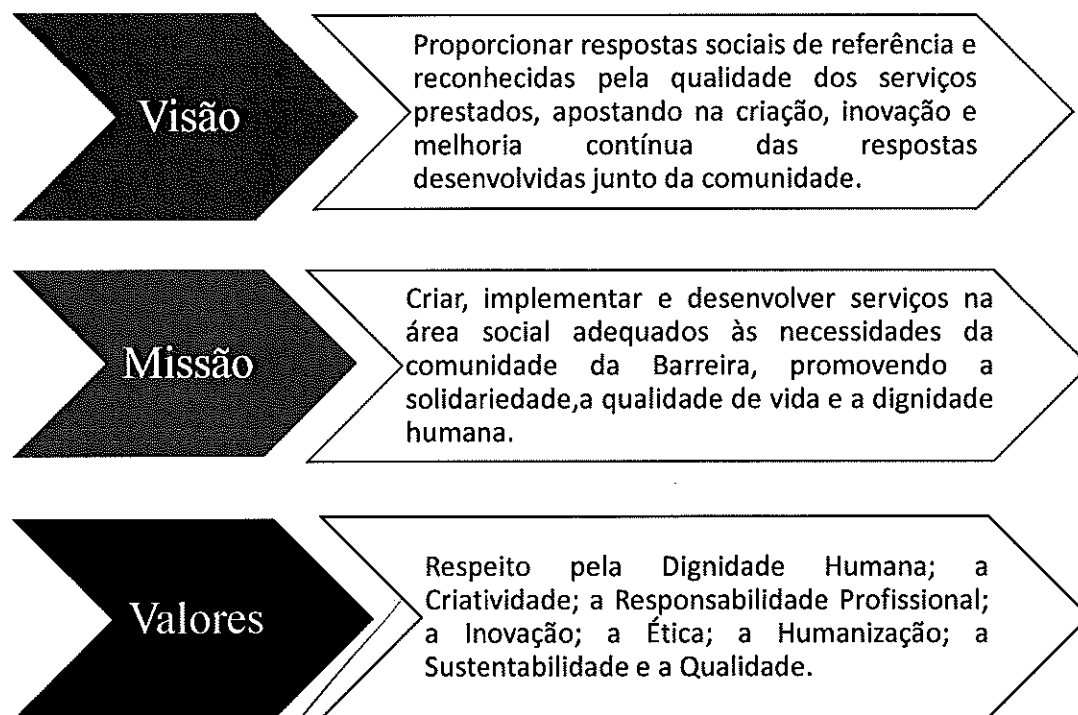 Visão
Proporcionar respostas sociais de referência e
reconhecidas pela qualidade dos serviços
prestados, apostando na criação, inovação e
melhoria contínua das respostas
desenvolvidas junto da comunidade.
Missão
Criar, implementar e desenvolver serviços na
área social adequados às necessidades da
comunidade da Barreira, promovendo a
solidariedade,a qualidade de vida e a dignidade
humana.
Valores
Respeito pela Dignidade Humana; a
Criatividade; a Responsabilidade Profissional;
a Inovação; a Ética; a Humanização; a
Sustentabilidade e a Qualidade.